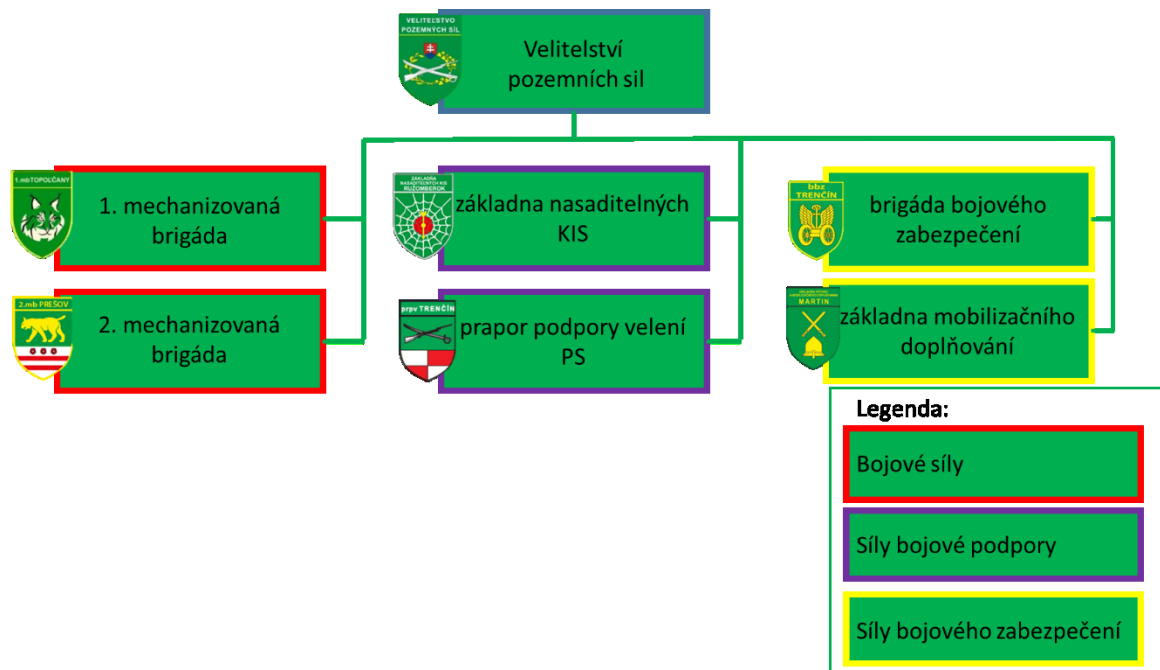 VELITEĽSTVO
POZEMNÝCH SÍL
Velitelství
pozemních sil
1.mb TOPOĽČANY
1. mechanizovaná
brigáda
ZÁKLADŇA
NASADITEĽNÝCH KIS
RUŽOMBEROK
základna nasaditelných
KIS
bbz
TRENČÍN
brigáda bojového
zabezpečení
2.mb PREŠOV
2. mechanizovaná
brigáda
prpv TRENČÍN
prapor podpory velení
PS
MARTIN
základna mobilizačního
doplňování
Legenda:
Bojové síly
Síly bojové podpory
Síly bojového zabezpečení